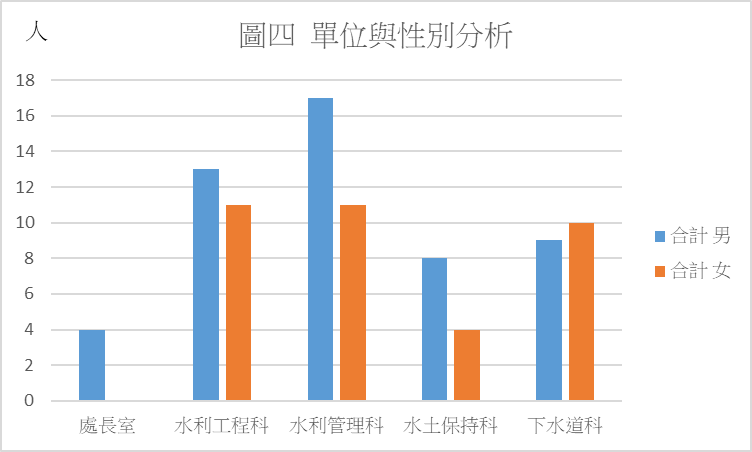 人
圖四 單位與性別分析
18
16
14
12
10
8
6
4
2
0
處長室 水利工程科 水利管理科 水土保持科 下水道科
合計 男
合計 女